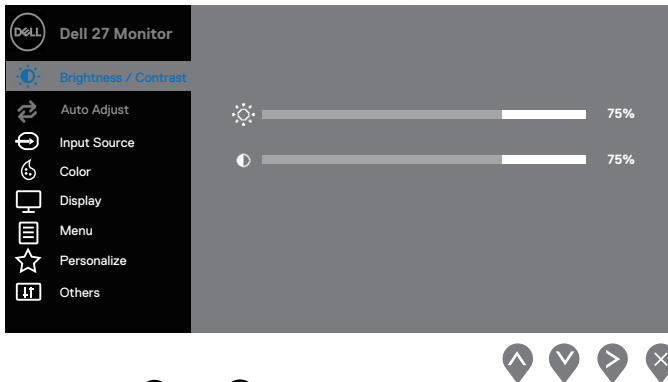 DELL
Dell 27 Monitor
Brightness / Contrast
Auto Adjust
75%
Input Source
Color
75%
Display
Menu
Personalize
Others